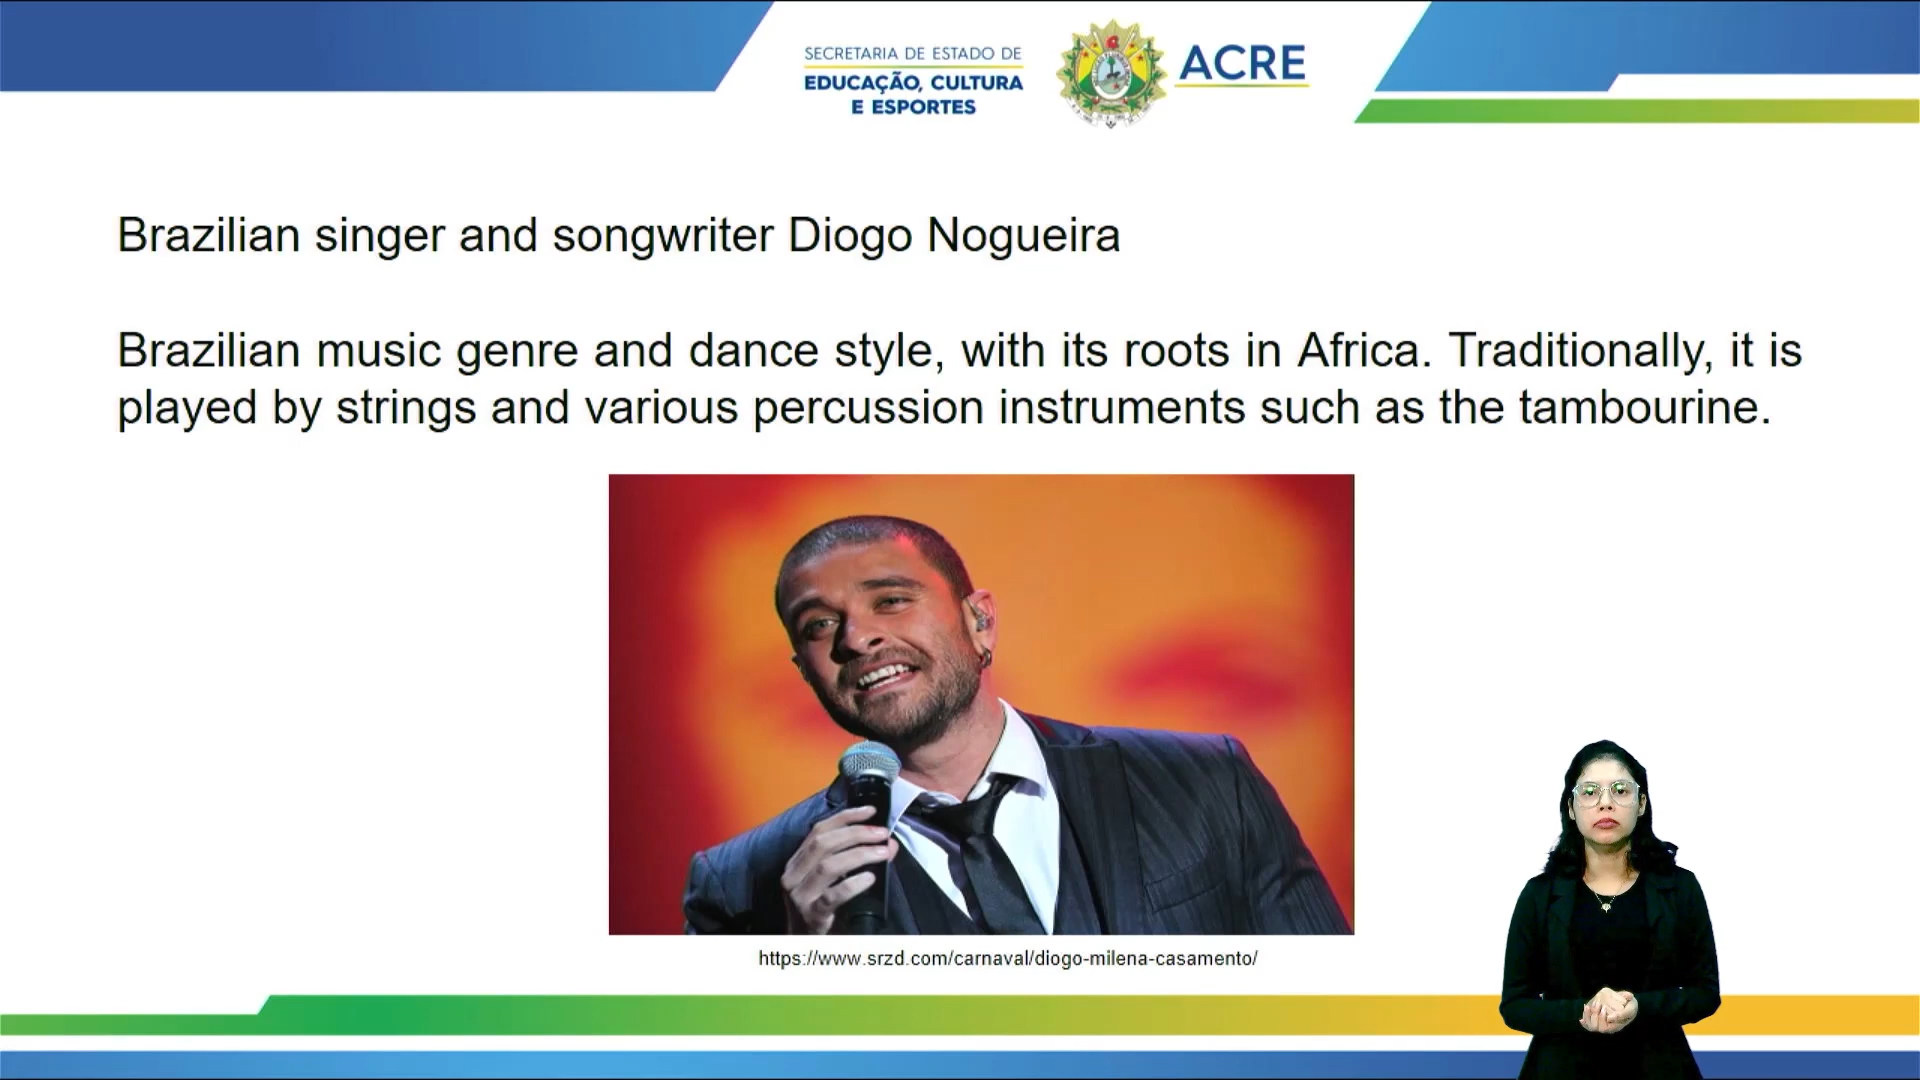 SECRETARIA DE ESTADO DE
EDUCAÇÃO, CULTURA
E ESPORTES
ACRE
Brazilian singer and songwriter Diogo Nogueira
Brazilian music genre and dance style, with its roots in Africa. Traditionally, it is
played by strings and various percussion instruments such as the tambourine.
https://www.srzd.com/carnaval/diogo-milena-casamento/